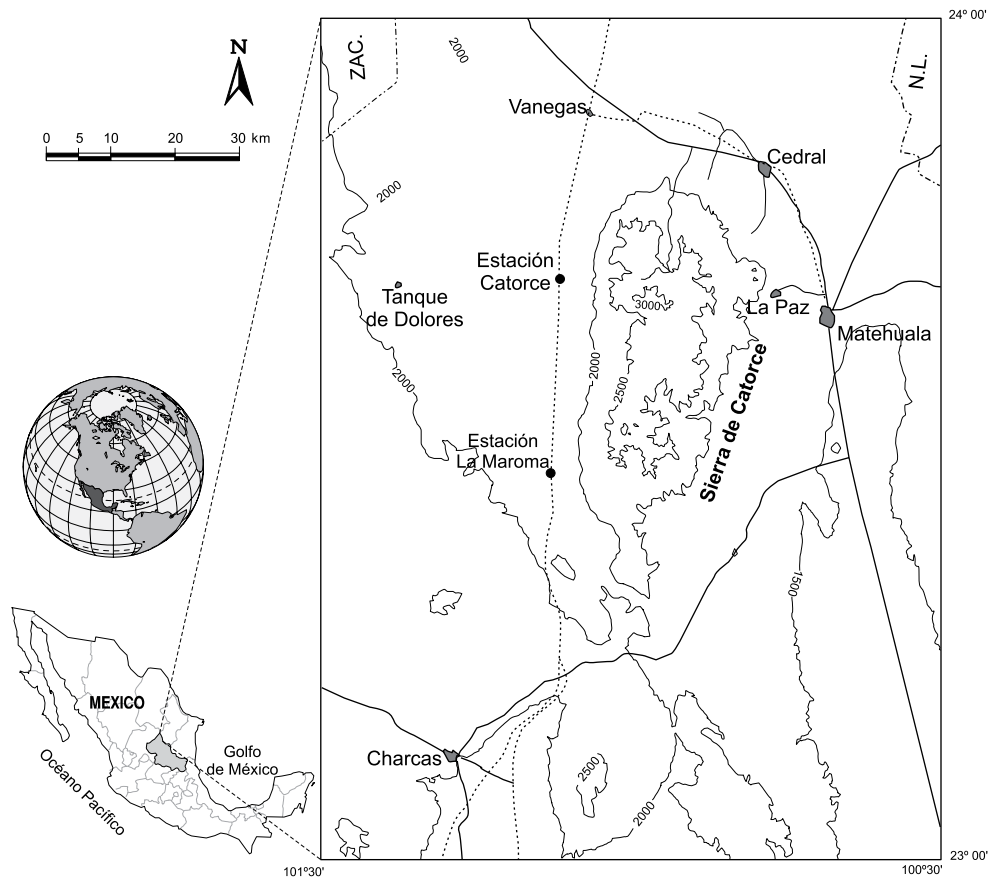 24º 00'
N
ZAC.
2000
N.L.
Vanegas
0 5 10 20 30 km
Cedral
2000
Estación
Catorce
Tanque
de Dolores
3000
La Paz
Matehuala
2000
2000
2500
Sierra de Catorce
Estación
La Maroma
1500
MEXICO
Golfo
de México
Océano Pacífico
Charcas
2500
2000
23º 00'
101º30'
100º30'